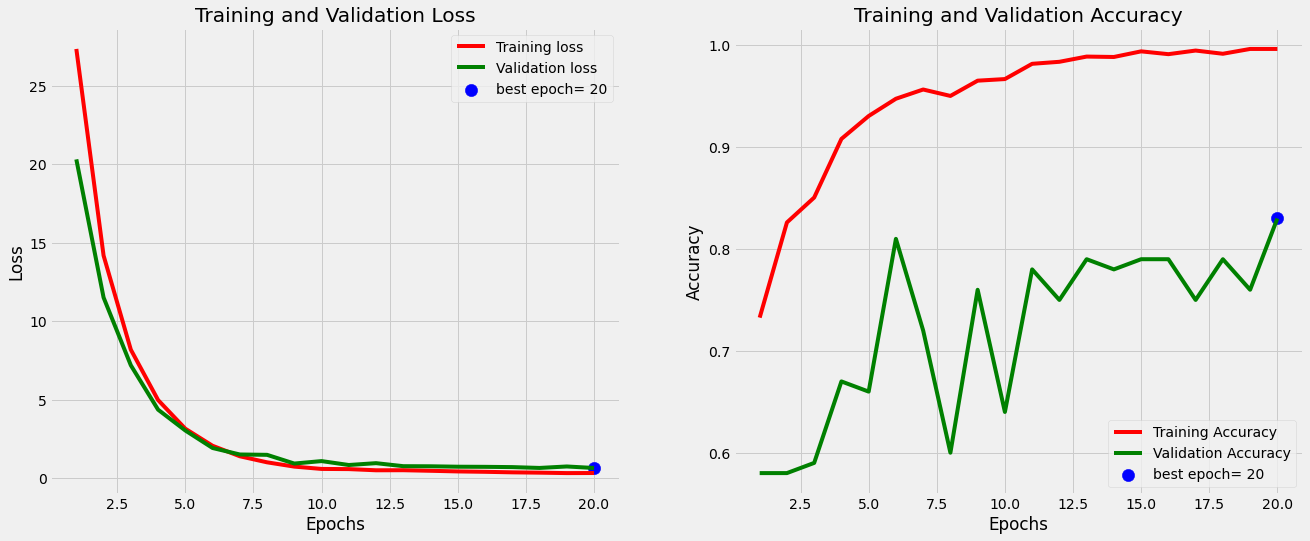 Training and Validation Loss
Training loss
Validation loss
best epoch= 20
25
20
15
10
5
0
Loss
2.5 5.0 7.5 10.0 12.5 15.0 17.5 20.0
Epochs
Training and Validation Accuracy
1.0
0.9
0.8
0.7
0.6
Accuracy
Training Accuracy
Validation Accuracy
best epoch= 20
2.5 5.0 7.5 10.0 12.5 15.0 17.5 20.0
Epochs